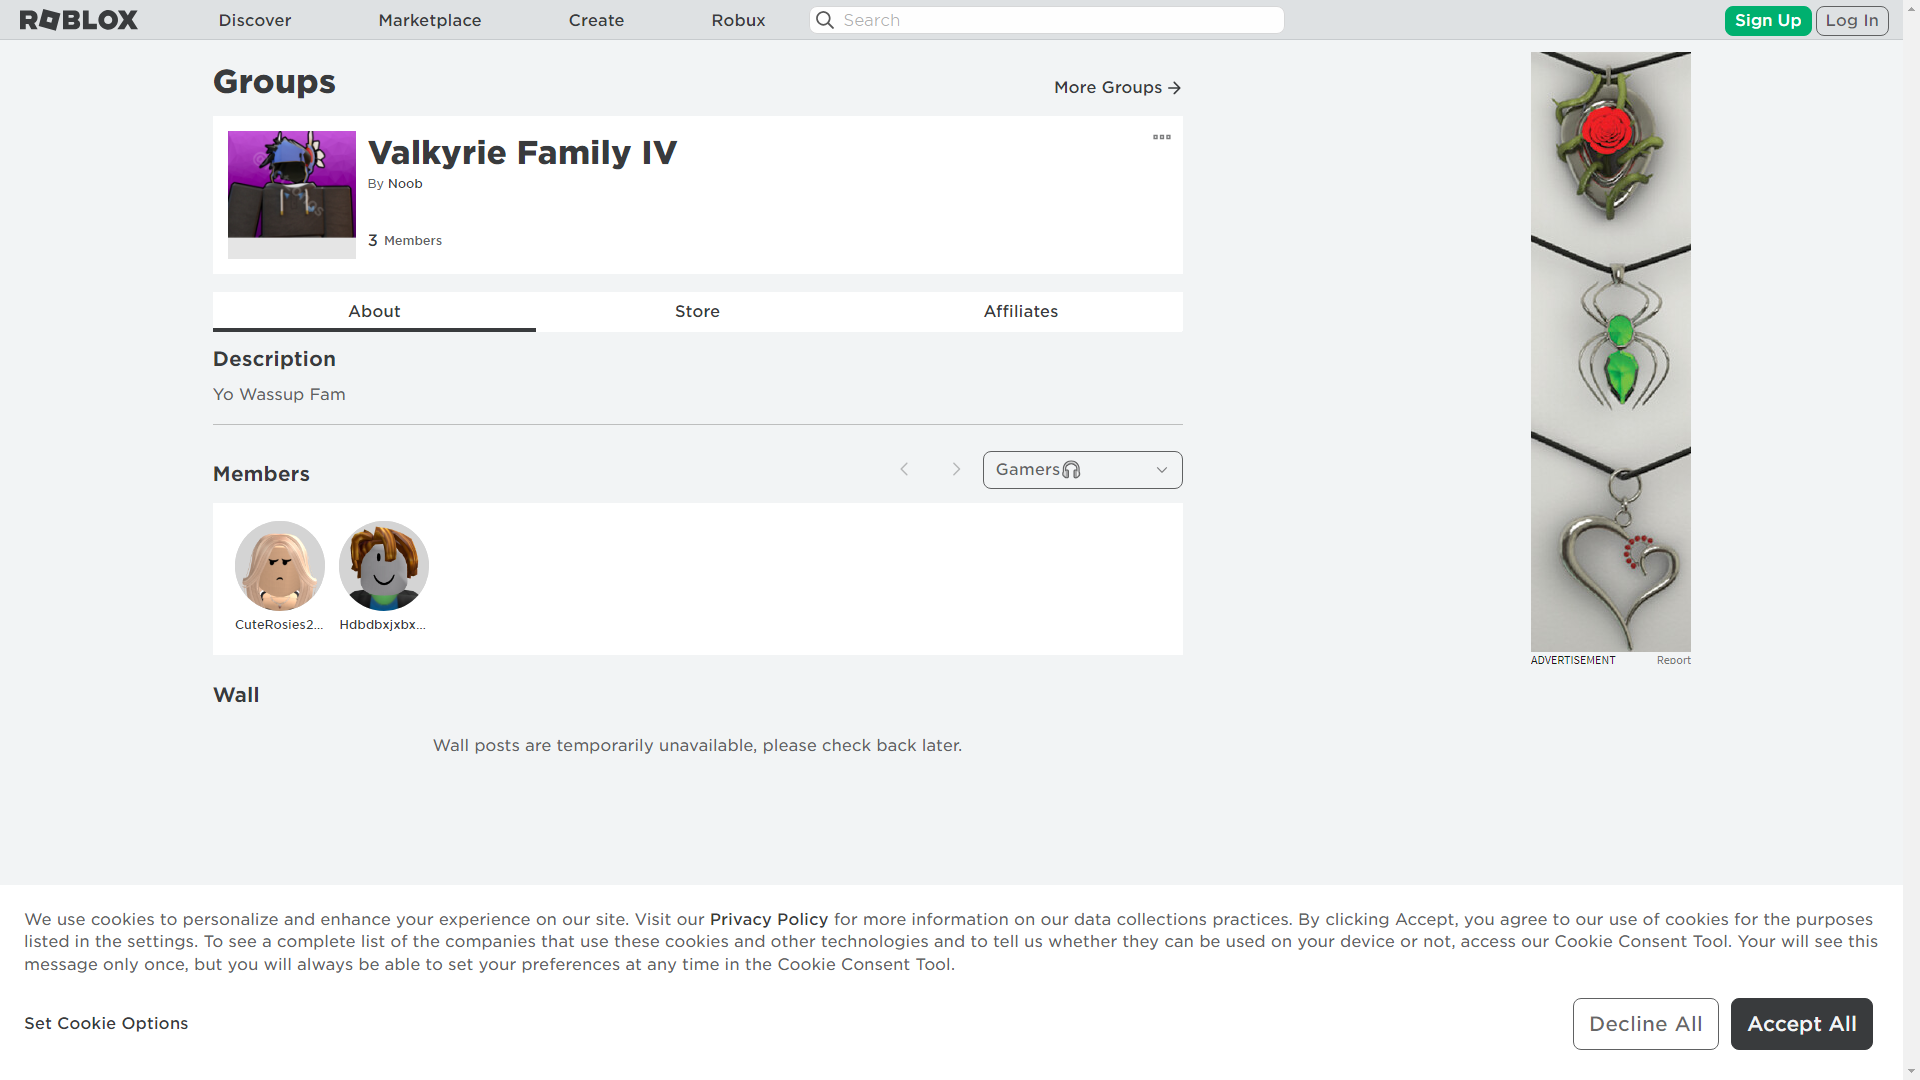 ROBLOX
Discover
Marketplace
Create
Robux
Search
Sign Up
Log In
Groups
More Groups
Valkyrie Family IV
By Noob
3 Members
About
Store
Affiliates
Description
Yo Wassup Fam
Members
Gamers🎧
CuteRosies2...
Hdbdbxjxbx...
ADVERTISEMENT
Report
Wall
Wall posts are temporarily unavailable, please check back later.
We use cookies to personalize and enhance your experience on our site. Visit our Privacy Policy for more information on our data collections practices. By clicking Accept, you agree to our use of cookies for the purposes
listed in the settings. To see a complete list of the companies that use these cookies and other technologies and to tell us whether they can be used on your device or not, access our Cookie Consent Tool. Your will see this
message only once, but you will always be able to set your preferences at any time in the Cookie Consent Tool.
Set Cookie Options
Decline All
Accept All